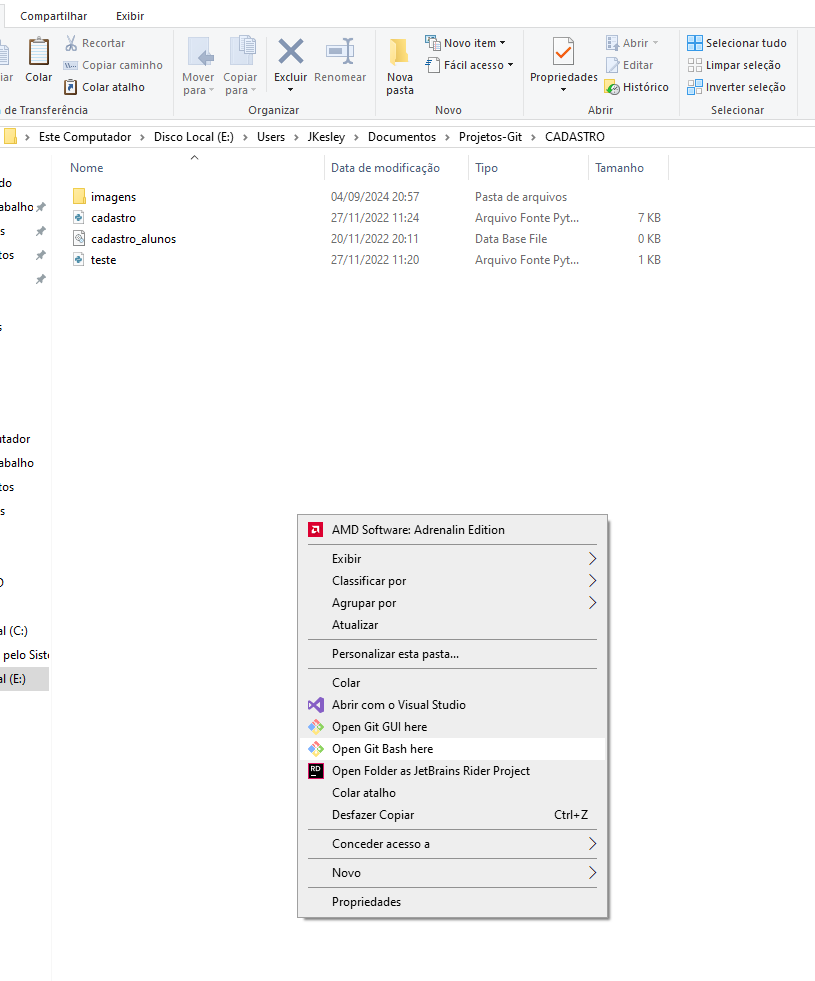 Compartilhar Exibir
Colar
Recortar
Copiar caminho
Colar atalho
de Transferência
Mover para
Copiar para
Excluir
Renomear
Organizar
Nova pasta
Novo item
Fácil acesso
Novo
Propriedades
Abrir
Editar
Histórico
Abrir
Selecionar tudo
Limpar seleção
Inverter seleção
Selecionar
Este Computador > Disco Local (E:) > Users > JKesley > Documentos > Projetos-Git > CADASTRO
Nome Data de modificação Tipo Tamanho
imagens 04/09/2024 20:57 Pasta de arquivos
cadastro 27/11/2022 11:24 Arquivo Fonte Pyt... 7 KB
cadastro_alunos 20/11/2022 20:11 Data Base File 0 KB
teste 27/11/2022 11:20 Arquivo Fonte Pyt... 1 KB
do
abalho
s
tos
s
utador
abalho
tos
s
O
al (C:)
pelo Siste
al (E:)
AMD Software: Adrenalin Edition
Exibir
Classificar por
Agrupar por
Atualizar
Personalizar esta pasta...
Colar
Abrir com o Visual Studio
Open Git GUI here
Open Git Bash here
RD Open Folder as JetBrains Rider Project
Colar atalho
Desfazer Copiar Ctrl+Z
Conceder acesso a
Novo
Propriedades